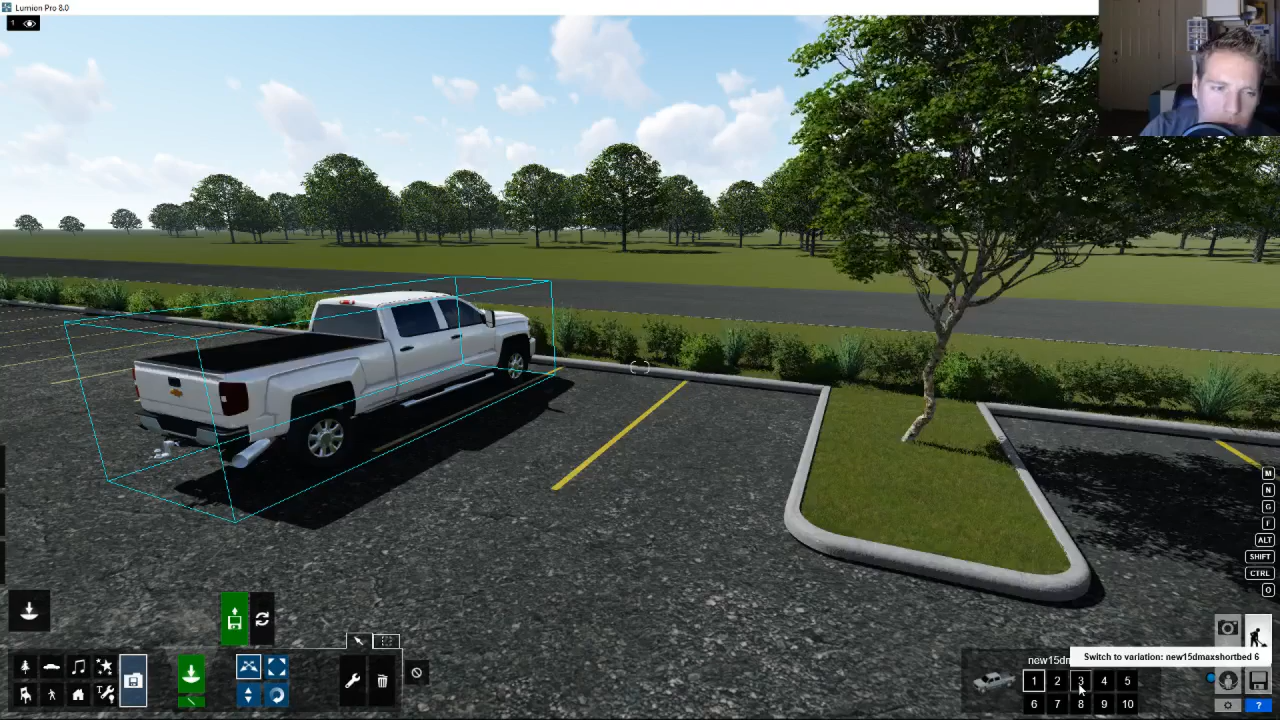 Lumion Pro 8.0
1
M
N
G
F
ALT
SHIFT
CTRL
O
Switch to variation: new15dmaxshortbed 6
new15dm
1 2 3 4 5
6 7 8 9 10
?